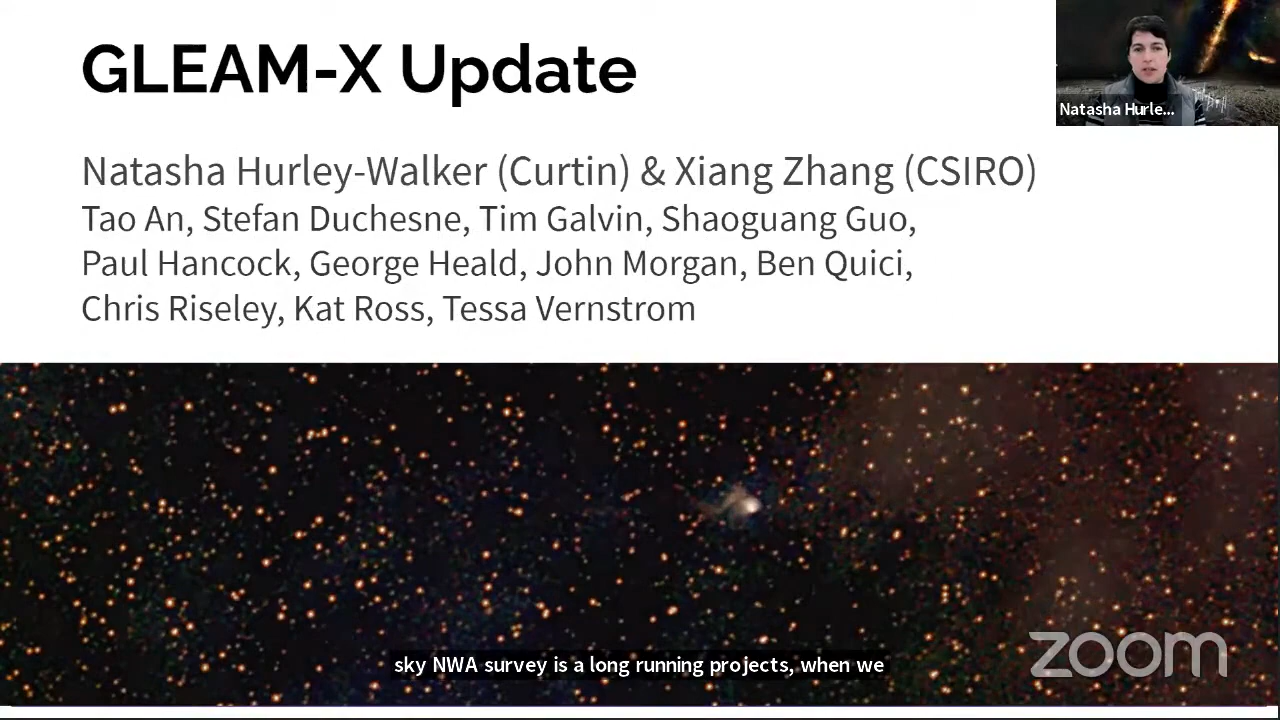 GLEAM-X Update
Natasha Hurle...
Natasha Hurley-Walker (Curtin) & Xiang Zhang (CSIRO)
Tao An, Stefan Duchesne, Tim Galvin, Shaoguang Guo,
Paul Hancock, George Heald, John Morgan, Ben Quici,
Chris Riseley, Kat Ross, Tessa Vernstrom
zoom
sky NWA survey is a long running projects, when we